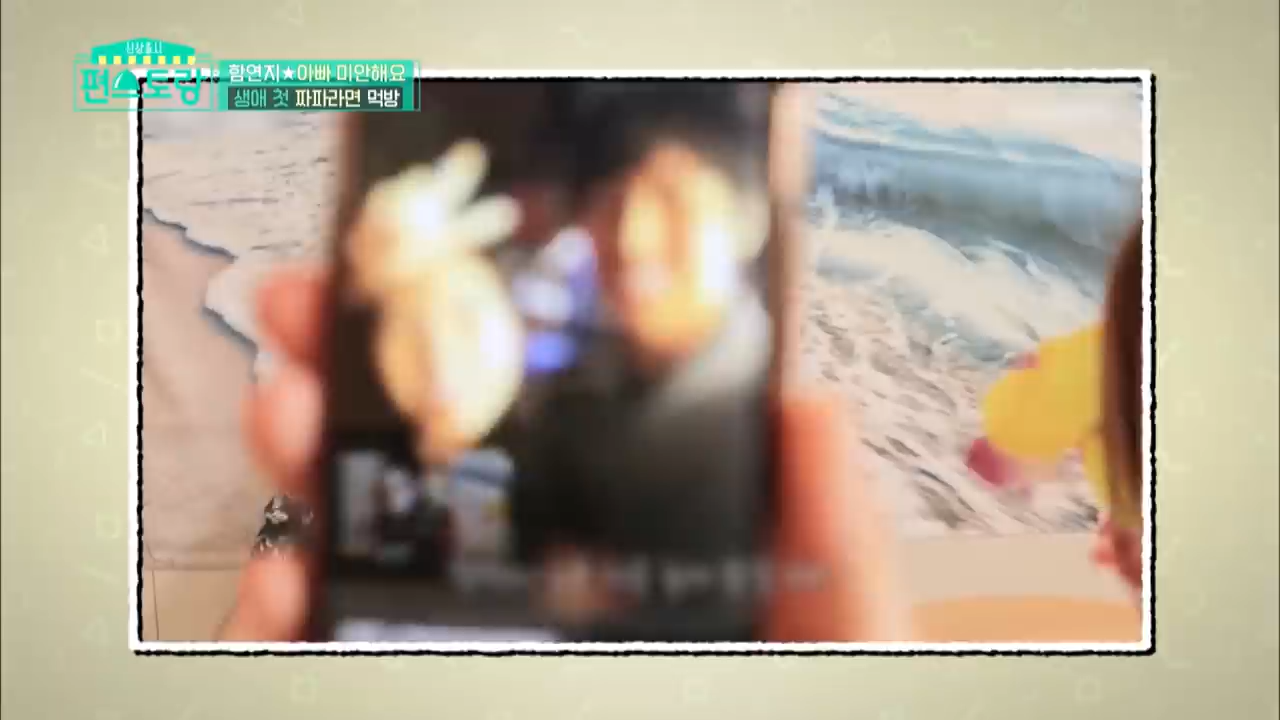 신상출시
편스토랑
함연지★아빠 미안해요
생애 첫 짜파라면 먹방